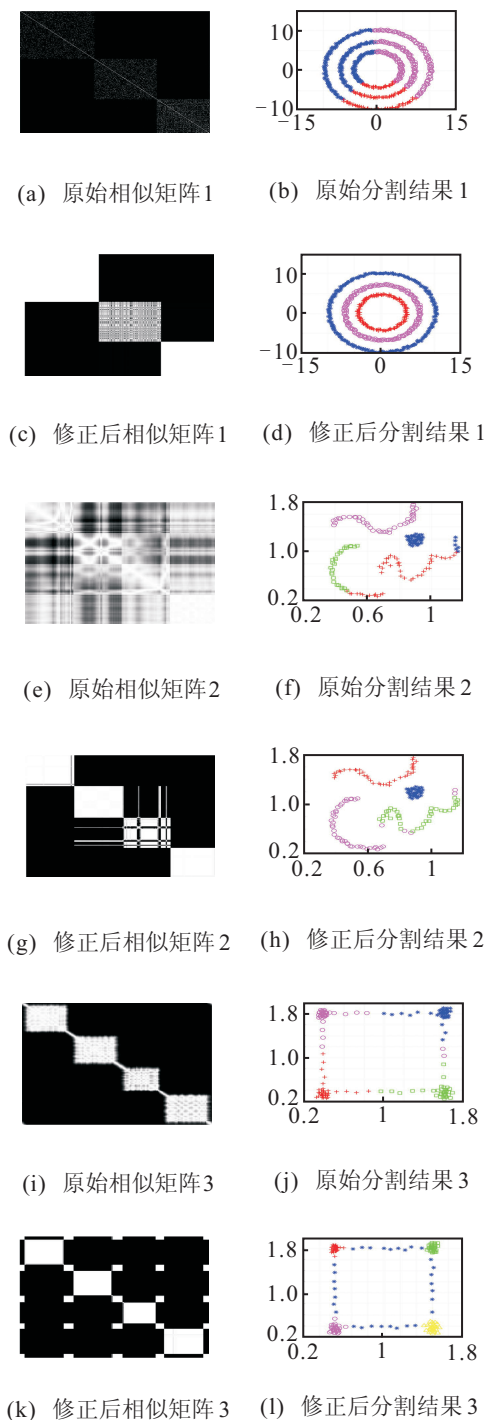 10
0
−10
−15 0 15
(a) 原始相似矩阵1 (b) 原始分割结果1
10
0
−10
−15 0 15
(c) 修正后相似矩阵1 (d) 修正后分割结果1
1.8
1.0
0.2
0.2 0.6 1
(e) 原始相似矩阵2 (f) 原始分割结果2
1.8
1.0
0.2
0.2 0.6 1
(g) 修正后相似矩阵2 (h) 修正后分割结果2
1.8
1.0
0.2
0.2 1 1.8
(i) 原始相似矩阵3 (j) 原始分割结果3
1.8
1.0
0.2
0.2 1 1.8
(k) 修正后相似矩阵3 (l) 修正后分割结果3